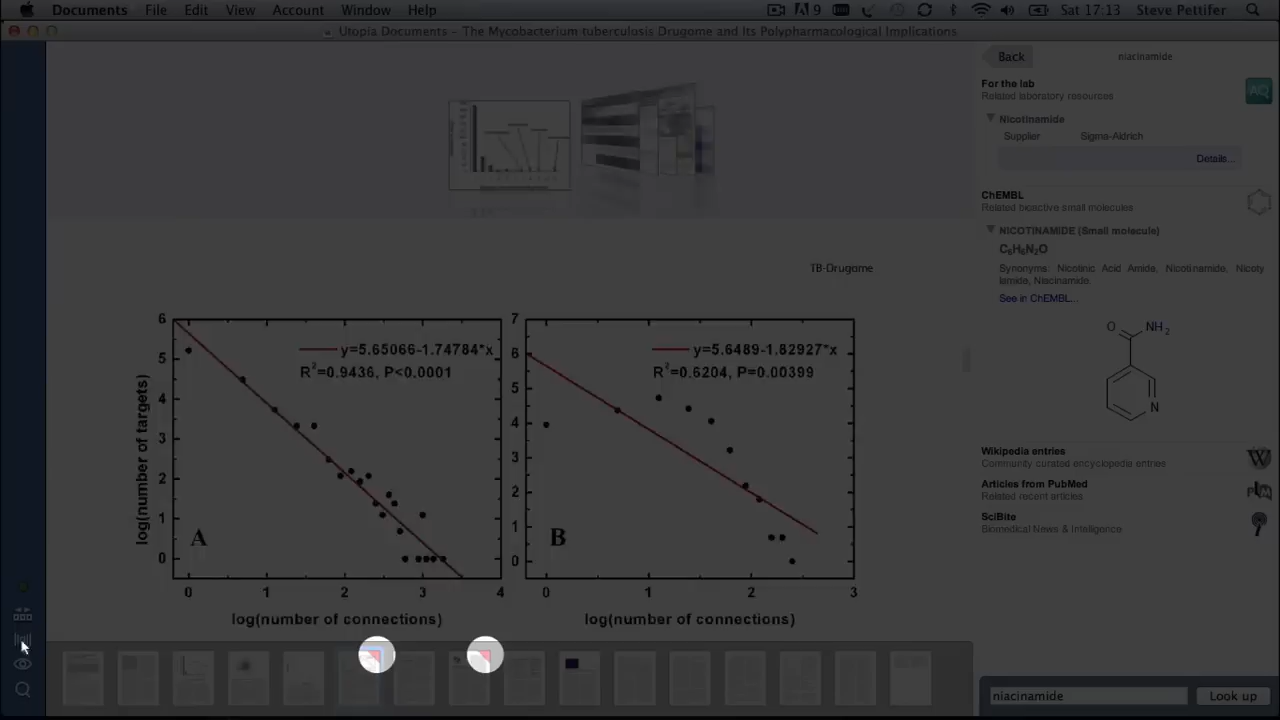 Documents File Edit View Account Window Help 9 Sat 17:13 Steve Pettifer
Utopia Documents – The Mycobacterium tuberculosis Drugome and Its Polypharmacological Implications
Back niacinamide
For the lab
Related laboratory resources
AQ
Nicotinamide
Supplier Sigma-Aldrich
Details...
ChEMBL
Related bioactive small molecules
NICOTINAMIDE (Small molecule)
C6H6N2O
Synonyms: Nicotinic Acid Amide, Nicotinamide, Nicoty
lamide, Niacinamide.
See in ChEMBL...
O NH2
N
Wikipedia entries
Community curated encyclopedia entries
W
Articles from PubMed
Related recent articles
SciBite
Biomedical News & Intelligence
niacinamide Look up
TB-Drugome
y=5.65066-1.74784*x
R2=0.9436, P<0.0001
log(number of targets)
6
5
4
3
2
1
0
A
0 1 2 3 4
log(number of connections)
y=5.6489-1.82927*x
R2=0.6204, P=0.00399
7
6
5
4
3
2
1
0
B
0 1 2 3
log(number of connections)